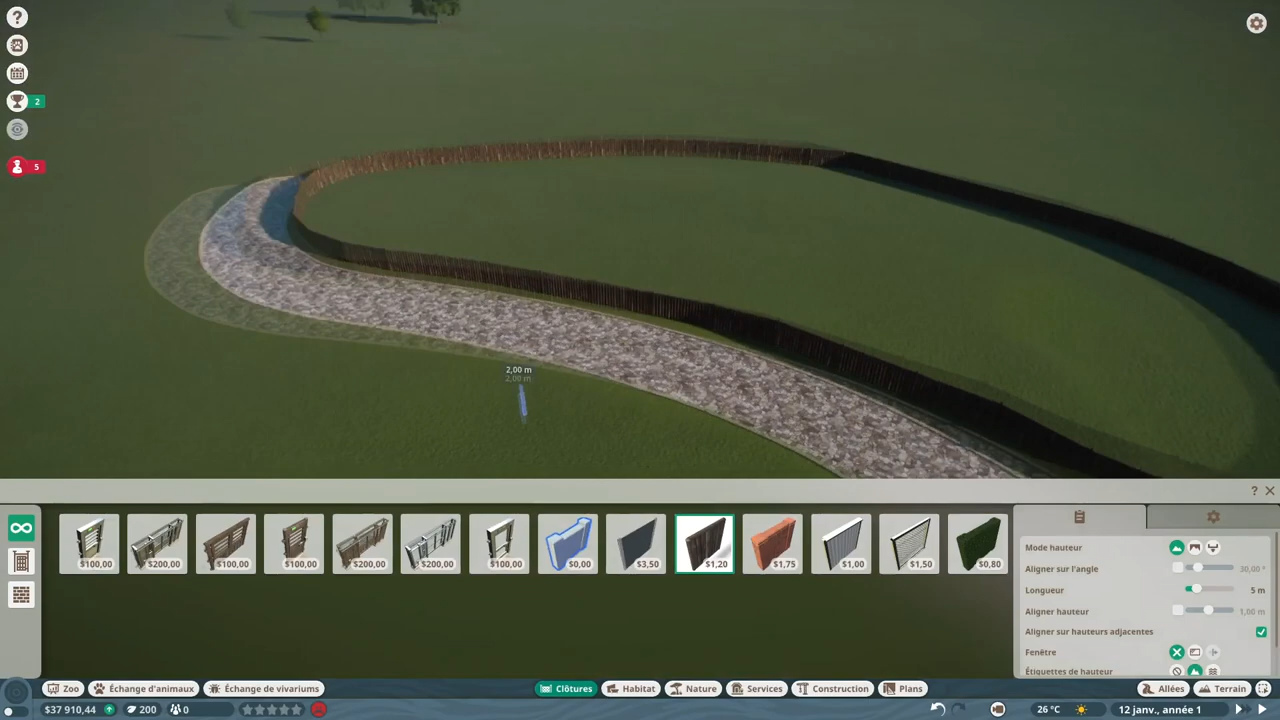 ?
2
5
2,00 m
2,00 m
? ×
$100,00 $200,00 $100,00 $100,00 $200,00 $200,00 $100,00 $0,00 $3,50 $1,20 $1,75 $1,00 $1,50 $0,80
Mode hauteur
Aligner sur l'angle 30,00 °
Longueur 5 m
Aligner hauteur 1,00 m
Aligner sur hauteurs adjacentes
Fenêtre
Étiquettes de hauteur
Zoo Échange d'animaux Échange de vivariums Clôtures Habitat Nature Services Construction Plans Allées Terrain
$37 910,44 200 0 26 °C 12 janv., année 1